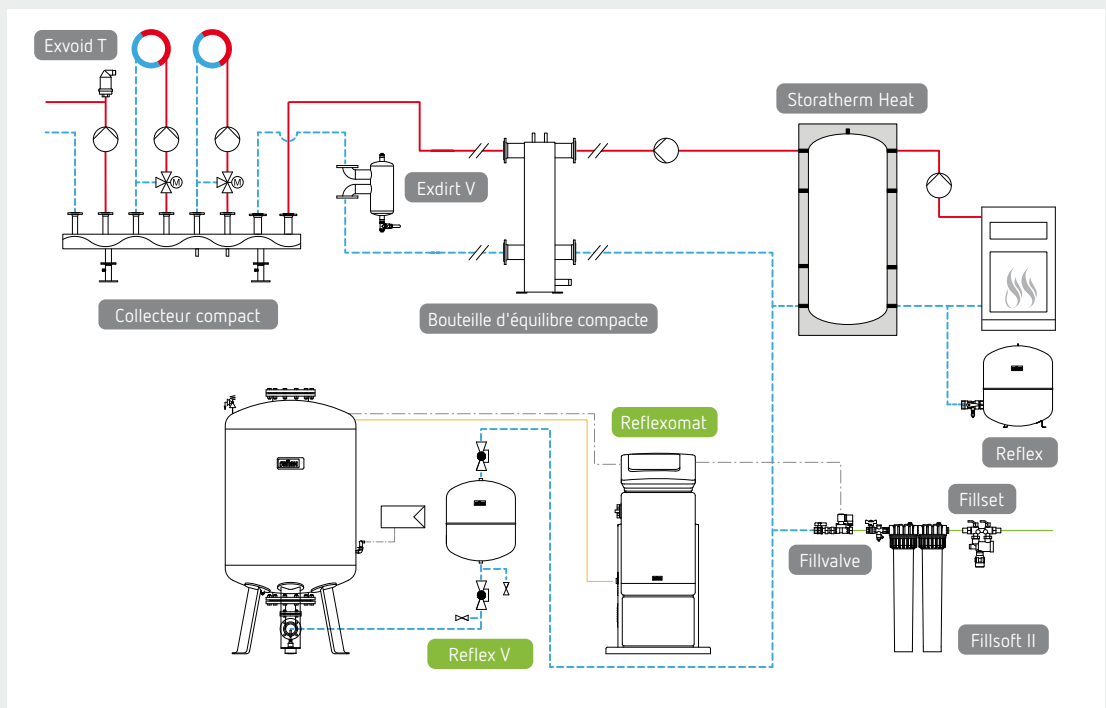 Exvoid T
M
M
Storatherm Heat
Exdirt V
Collecteur compact
Bouteille d'équilibre compacte
Reflexomat
Reflex
Fillset
Fillvalve
Reflex V
Fillsoft II